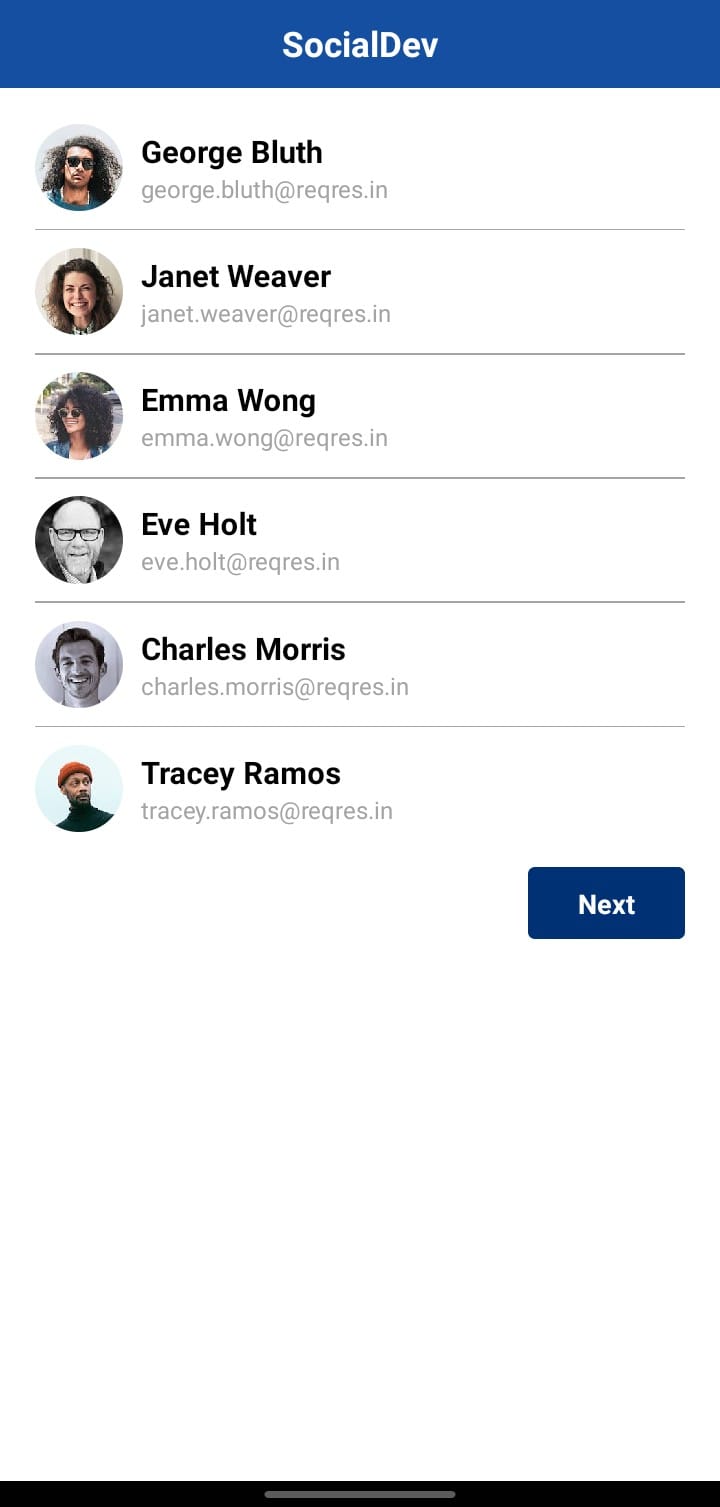 SocialDev
George Bluth
george.bluth@reqres.in
Janet Weaver
janet.weaver@reqres.in
Emma Wong
emma.wong@reqres.in
Eve Holt
eve.holt@reqres.in
Charles Morris
charles.morris@reqres.in
Tracey Ramos
tracey.ramos@reqres.in
Next